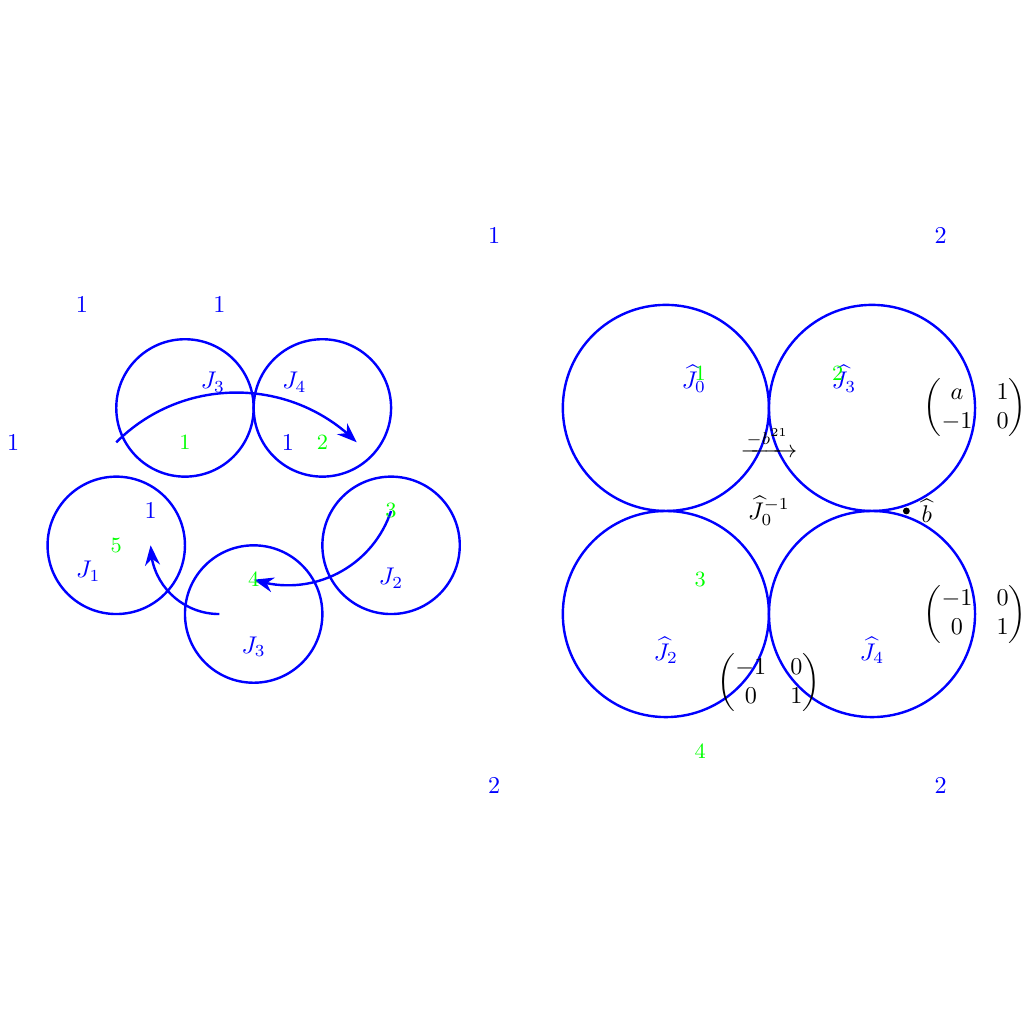 1
2
1 1
J_3 J_4
1 1 1 2
1
5 3
J_1 4 J_2
J_3
2
\widehat{J}_0 1 2 \widehat{J}_3
\begin{pmatrix} a & 1 \\ -1 & 0 \end{pmatrix}
\xrightarrow{-b^{21}}
\widehat{J}_0^{-1} \widehat{b}
3
\begin{pmatrix} -1 & 0 \\ 0 & 1 \end{pmatrix}
\widehat{J}_2 \widehat{J}_4
\begin{pmatrix} -1 & 0 \\ 0 & 1 \end{pmatrix}
4
2